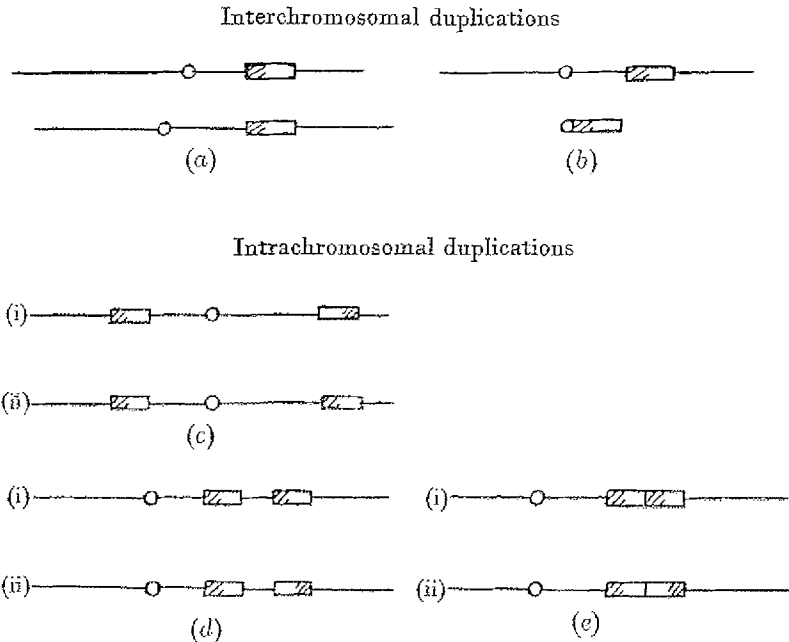 Interchromosomal duplications
(a)
(b)
Intrachromosomal duplications
(i)
(ii)
(c)
(i)
(i)
(ii)
(ii)
(d)
(e)